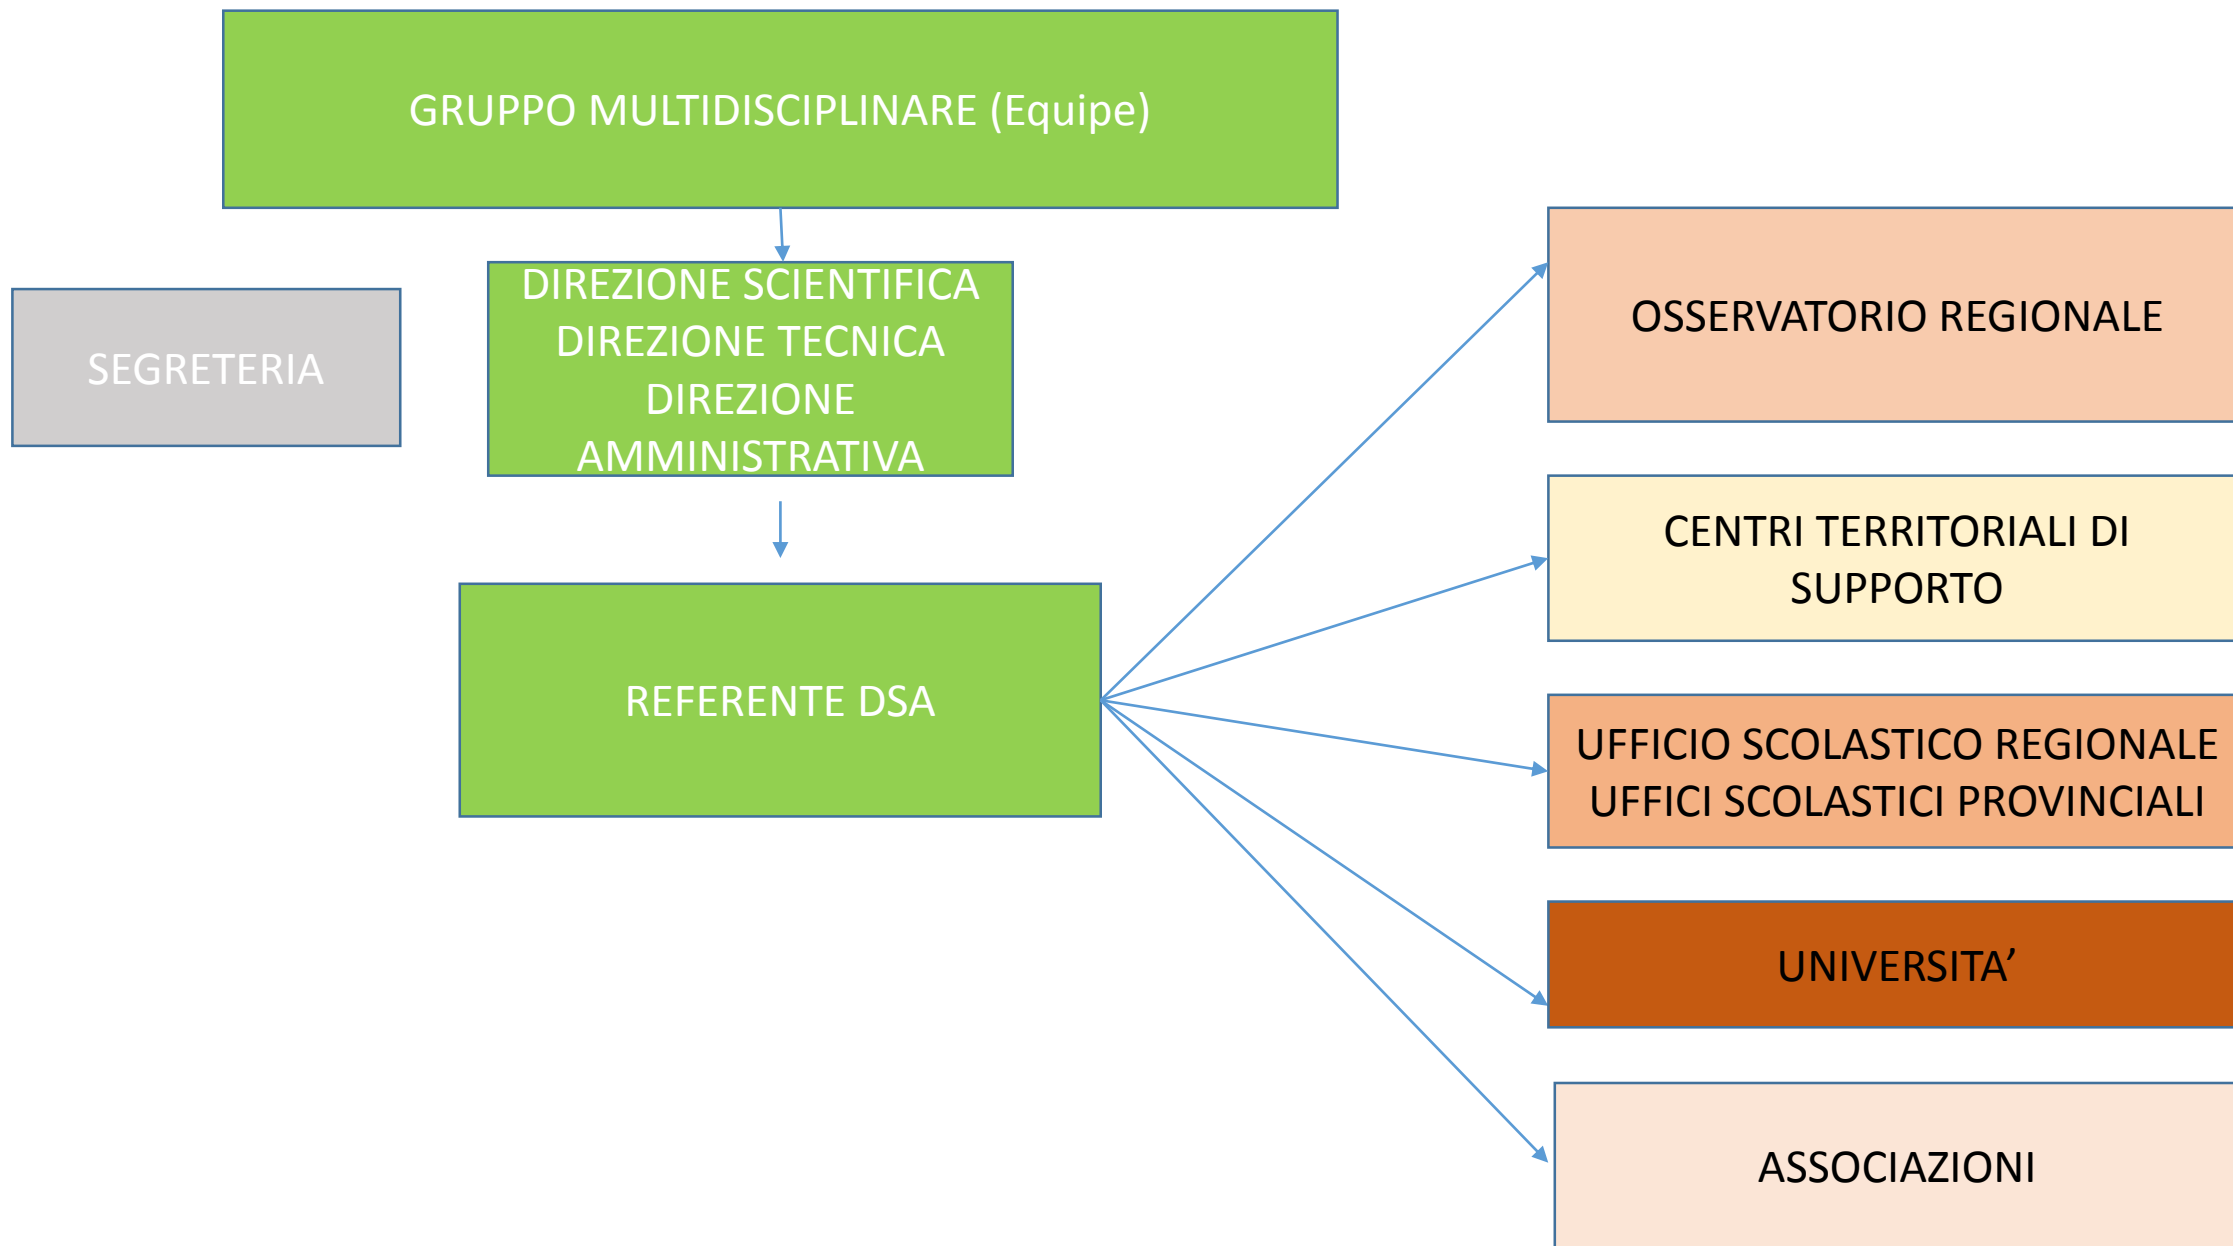 GRUPPO MULTIDISCIPLINARE (Equipe)
SEGRETERIA
DIREZIONE SCIENTIFICA
DIREZIONE TECNICA
DIREZIONE
AMMINISTRATIVA
REFERENTE DSA
OSSERVATORIO REGIONALE
CENTRI TERRITORIALI DI
SUPPORTO
UFFICIO SCOLASTICO REGIONALE
UFFICI SCOLASTICI PROVINCIALI
UNIVERSITA’
ASSOCIAZIONI